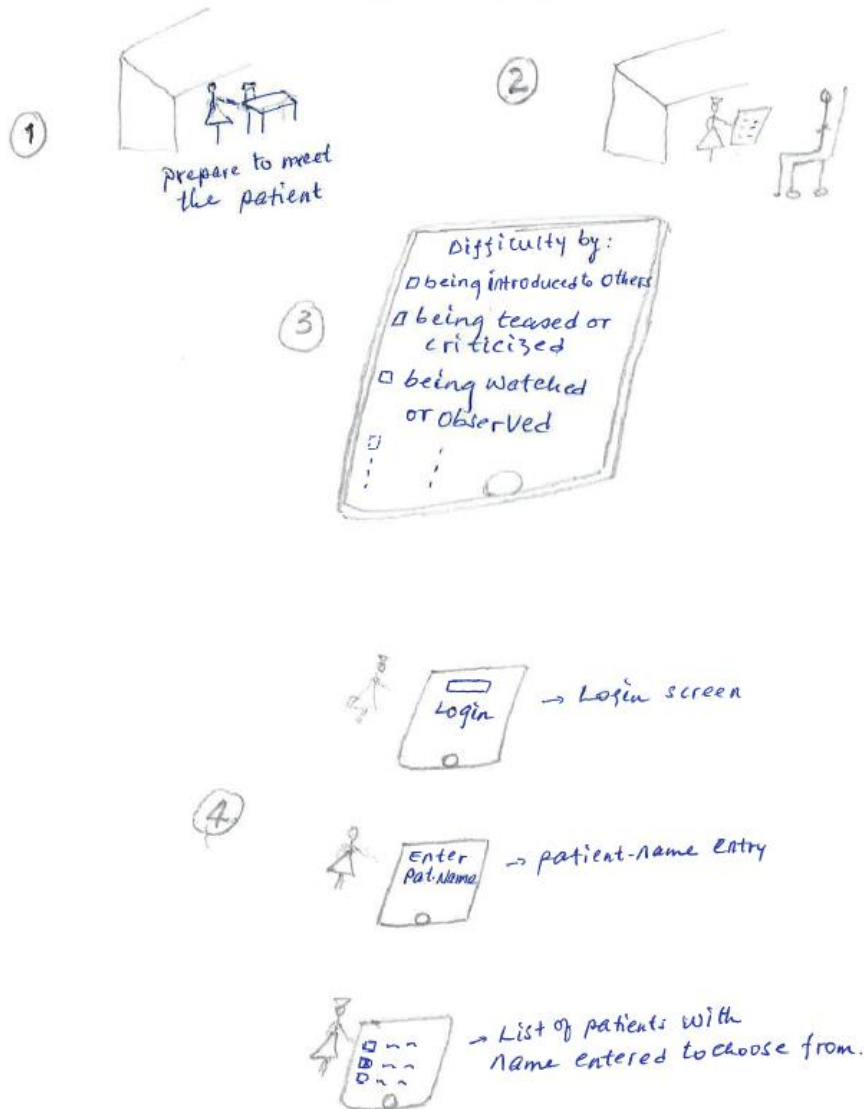 1
prepare to meet
the patient
2
3
Difficulty by:
being introduced to others
being teased or
criticized
being watched
or observed
4
Login
→ Login screen
Enter
Pat. Name
→ patient-name entry
→ List of patients with
name entered to choose from.